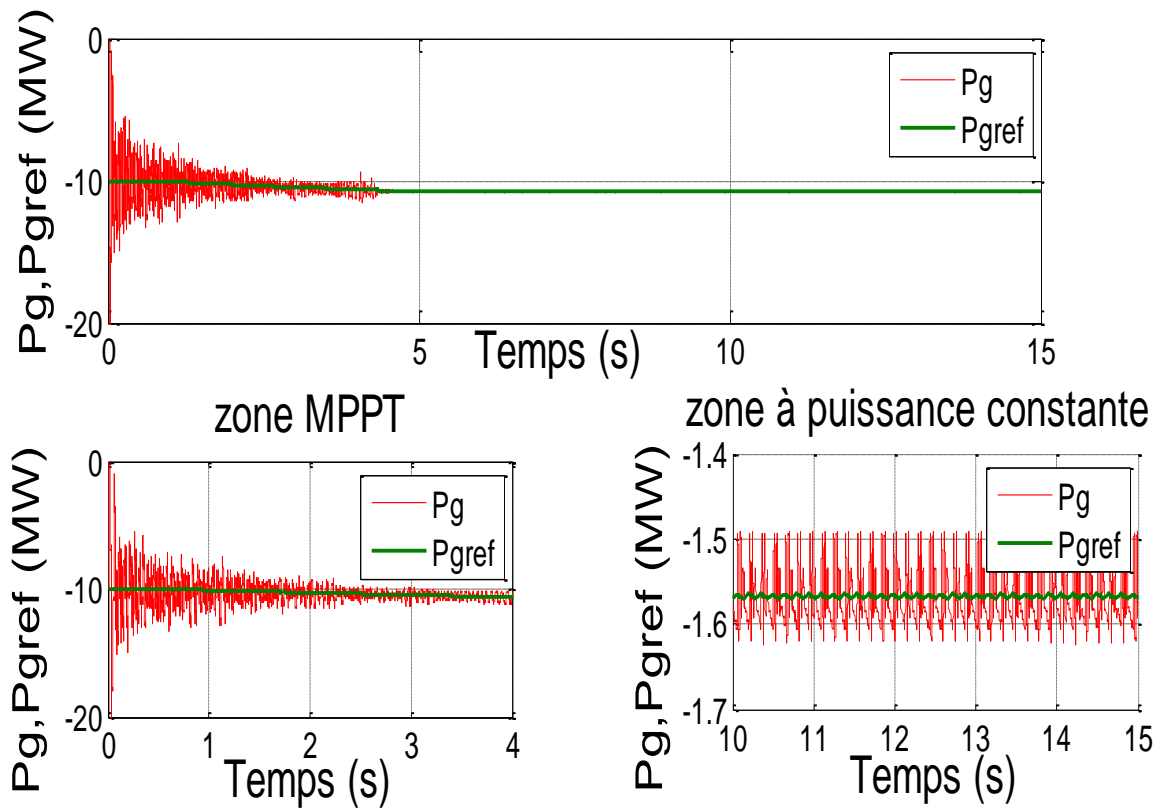 Pg,Pgref (MW)
0
-10
-20
Pg
Pgref
0
5
10
15
Temps (s)
zone MPPT
Pg,Pgref (MW)
0
-10
-20
Pg
Pgref
0
1
2
3
4
Temps (s)
zone à puissance constante
Pg,Pgref (MW)
-1.4
-1.5
-1.6
-1.7
Pg
Pgref
10
11
12
13
14
15
Temps (s)